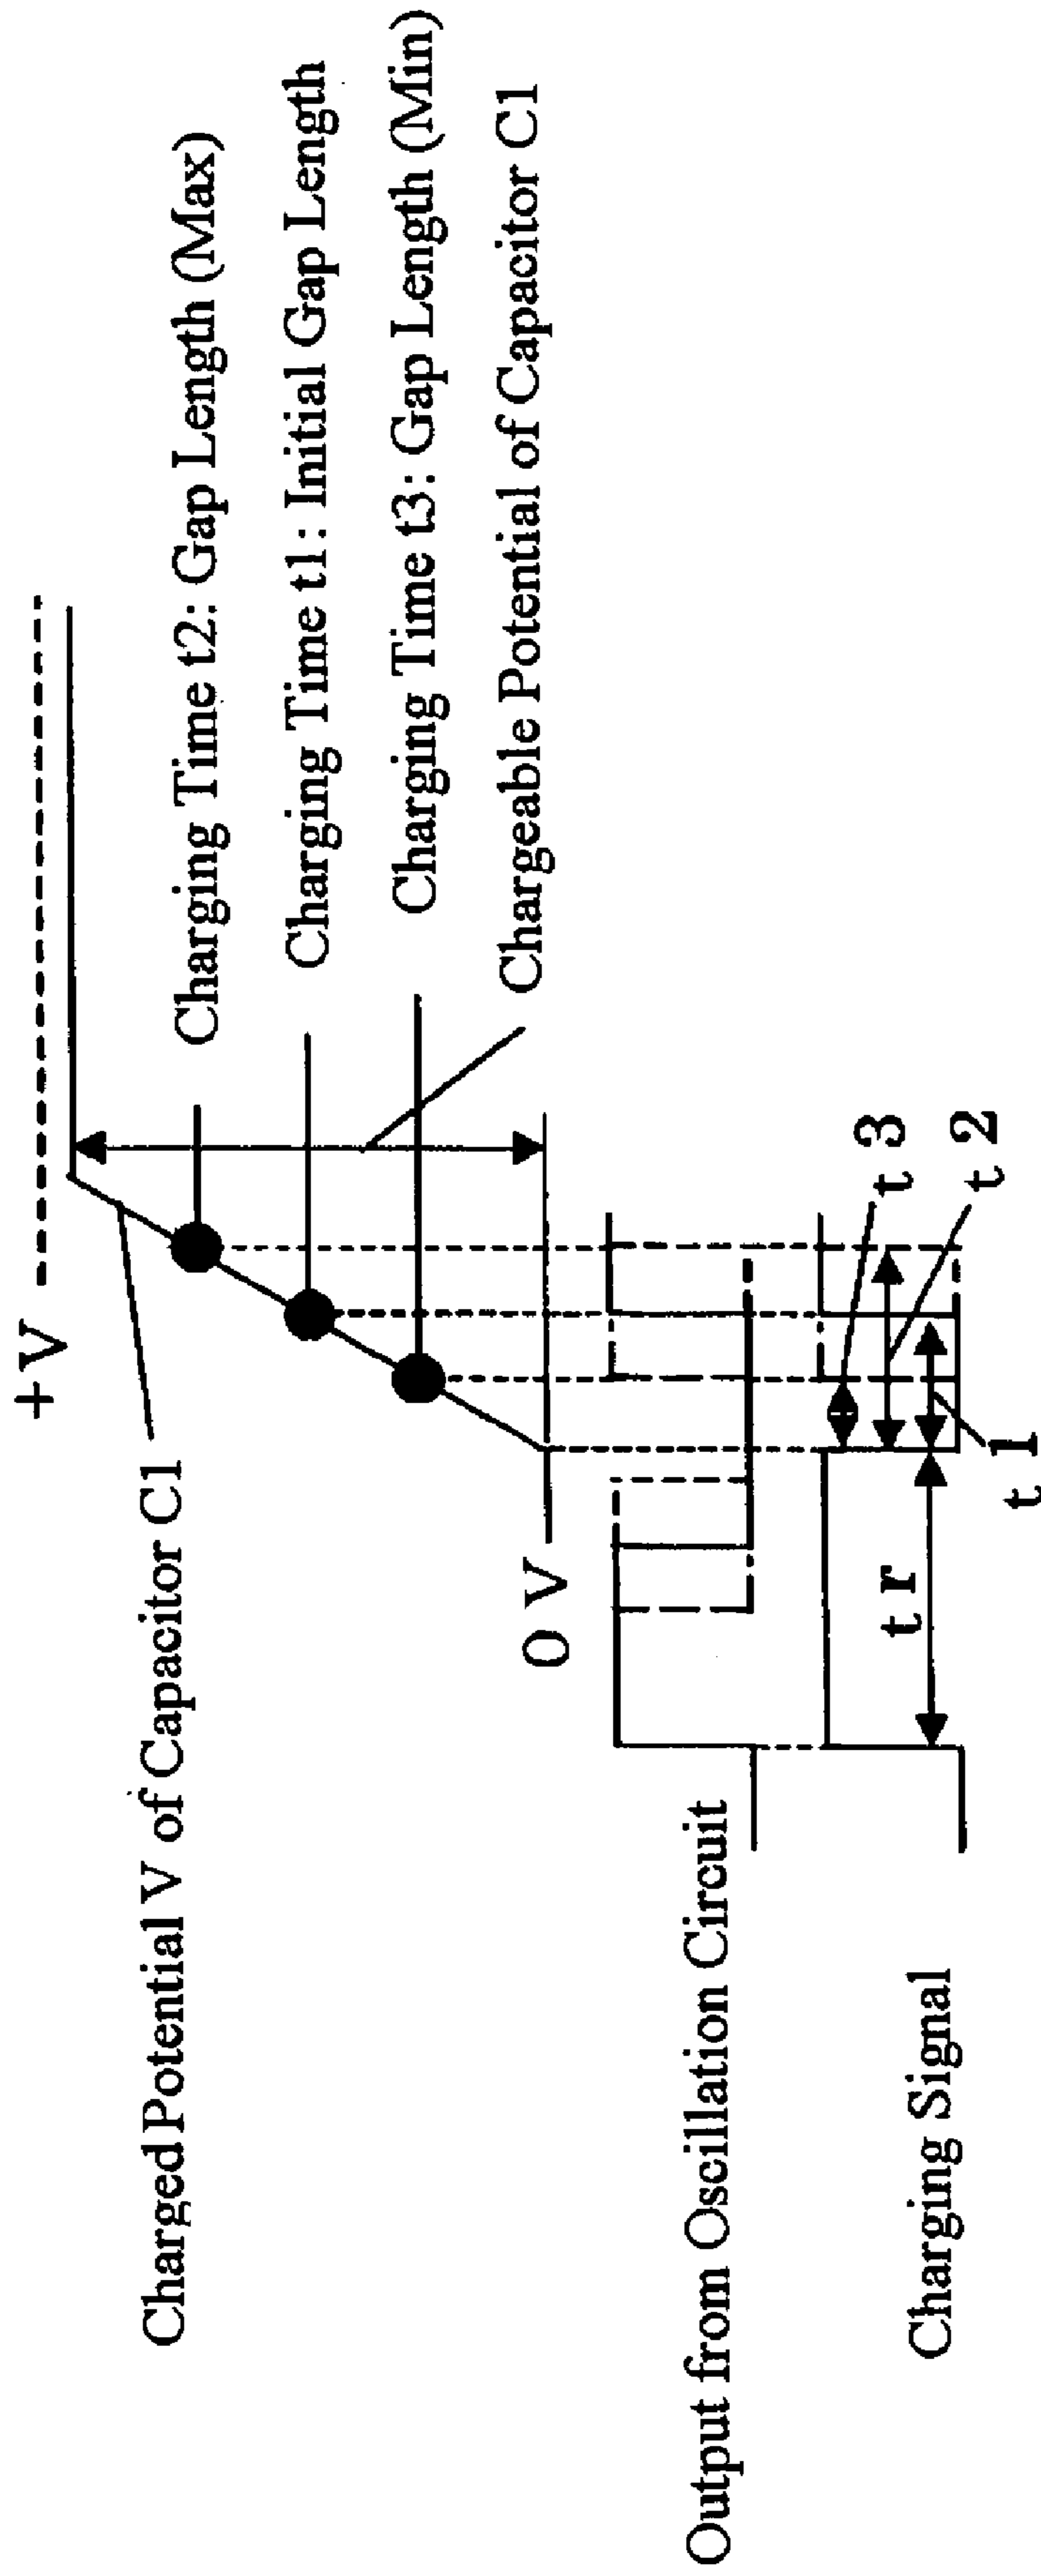 +V
Charged Potential V of Capacitor C1
Charging Time t2: Gap Length (Max)
Charging Time t1: Initial Gap Length
Charging Time t3: Gap Length (Min)
Chargeable Potential of Capacitor C1
0 V
Output from Oscillation Circuit
Charging Signal
t r
t 3
t 2
t 1